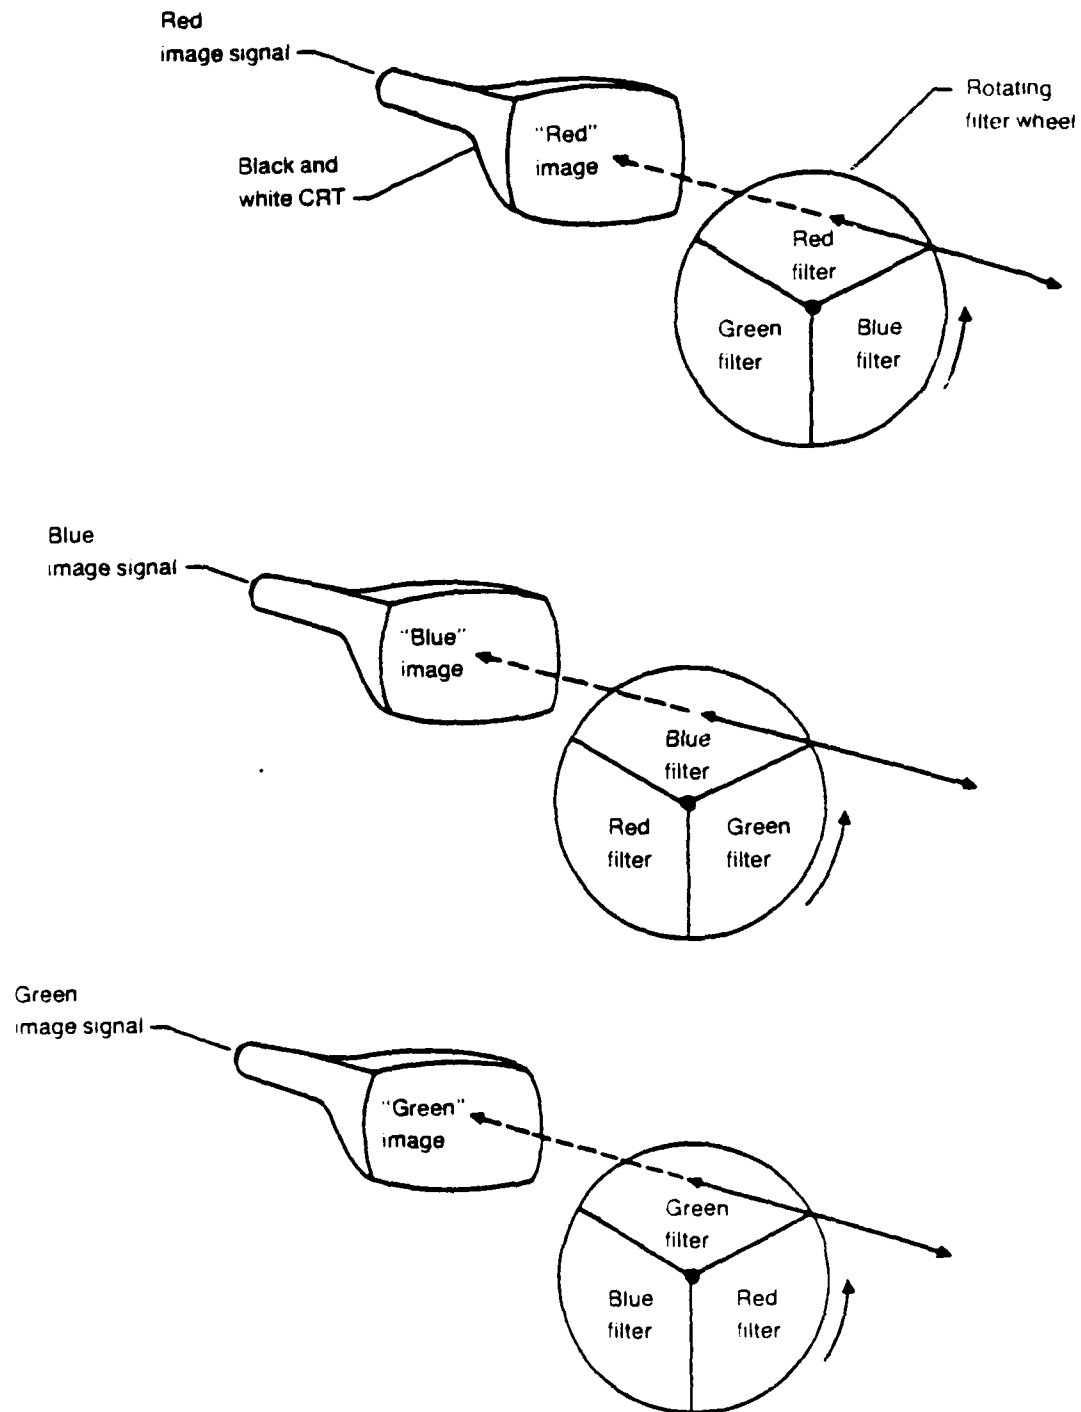 Red
image signal
Rotating
filter wheel
"Red"
image
Black and
white CRT
Red
filter
Green
filter
Blue
filter
Blue
image signal
"Blue"
image
Blue
filter
Red
filter
Green
filter
Green
image signal
"Green"
image
Green
filter
Blue
filter
Red
filter